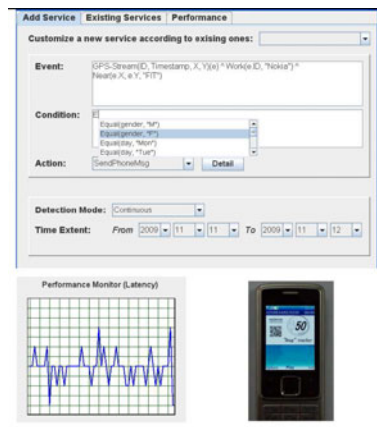 Add Service Existing Services Performance
Customize a new service according to exising ones:
Event: GPS-Stream(ID, Timestamp, X, Y)(e) ^ Work(e.ID, "Nokia") ^
Near(e.X, e.Y, "FIT")
Condition: E
Equal(gender, "M")
Equal(gender, "F")
Equal(day, "Mon")
Equal(day, "Tue")
Action: SendPhoneMsg Detail
Detection Mode: Continuous
Time Extent: From 2009 11 11 To 2009 11 12
Performance Monitor (Latency)
50